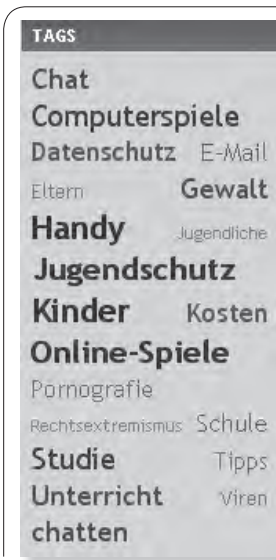 TAGS
Chat
Computerspiele
Datenschutz E-Mail
Eltern Gewalt
Handy Jugendliche
Jugendschutz
Kinder Kosten
Online-Spiele
Pornografie
Rechtsextremismus Schule
Studie Tipps
Unterricht Viren
chatten